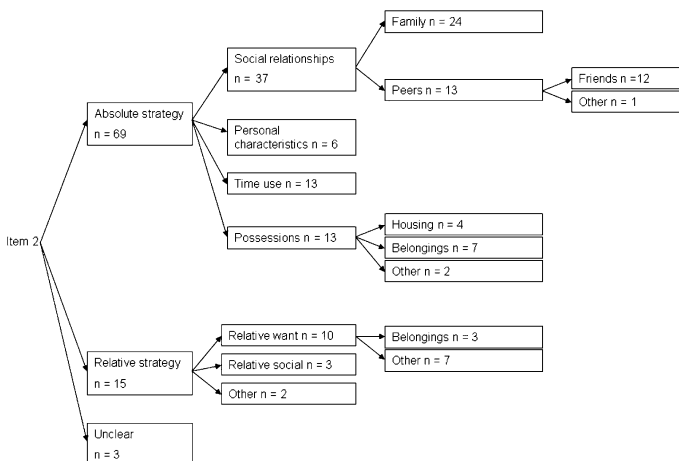 Family n = 24
Social relationships
n = 37
Peers n = 13
Friends n =12
Other n = 1
Absolute strategy
n = 69
Personal
characteristics n = 6
Time use n = 13
Possessions n = 13
Housing n = 4
Belongings n = 7
Other n = 2
Item 2
Relative want n = 10
Belongings n = 3
Other n = 7
Relative strategy
n = 15
Relative social n = 3
Other n = 2
Unclear
n = 3